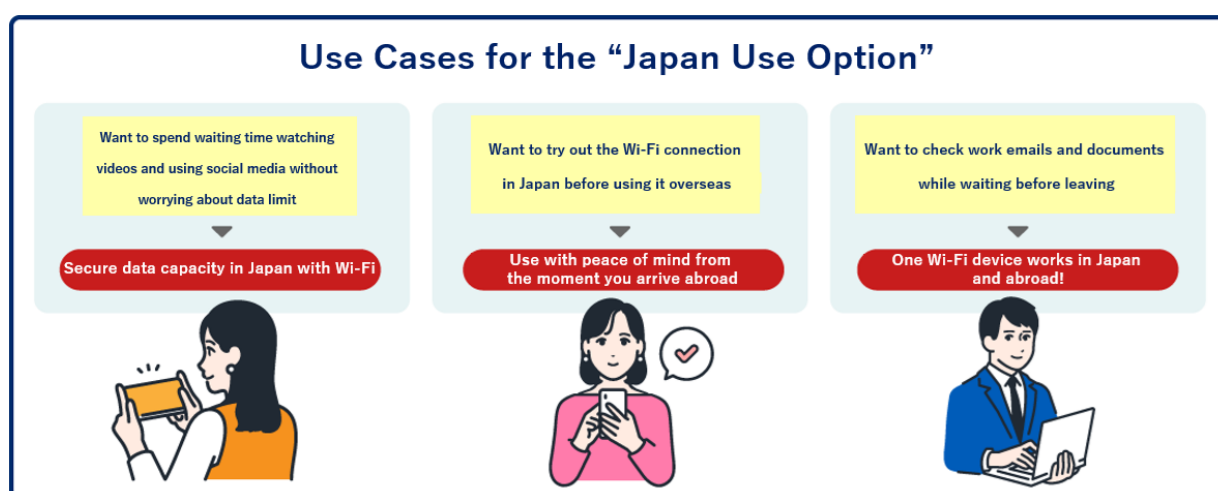 Use Cases for the “Japan Use Option”
Want to spend waiting time watching
videos and using social media without
worrying about data limit
Secure data capacity in Japan with Wi-Fi
Want to try out the Wi-Fi connection
in Japan before using it overseas
Use with peace of mind from
the moment you arrive abroad
Want to check work emails and documents
while waiting before leaving
One Wi-Fi device works in Japan
and abroad!